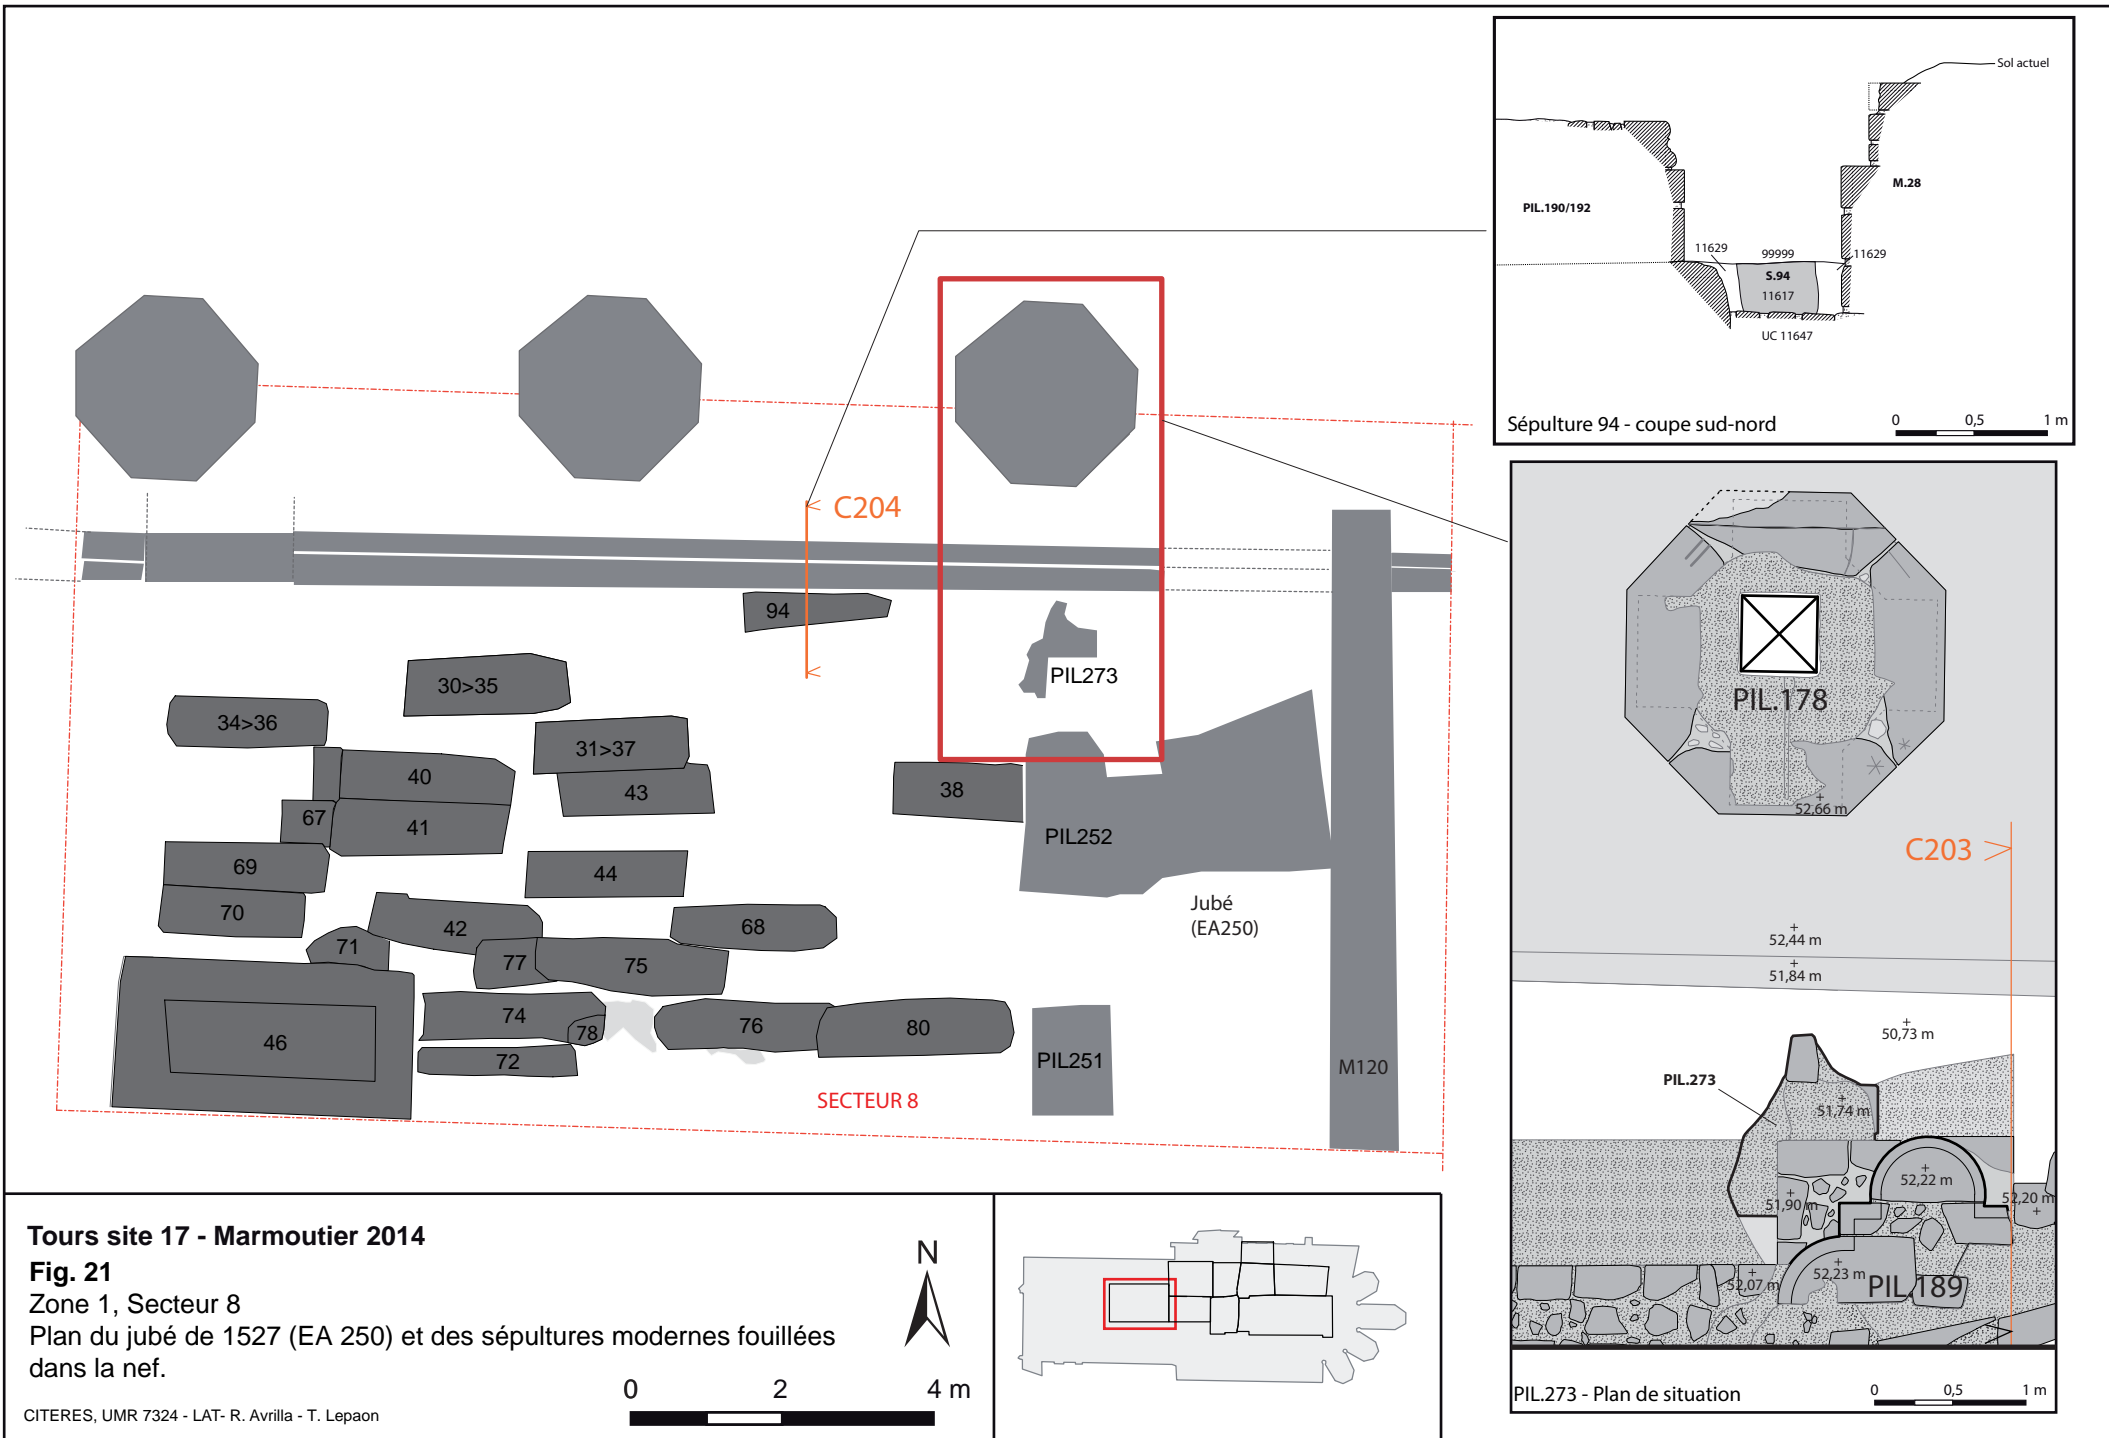 C204
94
PIL273
30>35
34>36
31>37
40
43
38
67
41
PIL252
69
44
70
Jubé
(EA250)
42
68
71
77
75
74
78
76
80
46
72
PIL251
M120
SECTEUR 8
Sol actuel
M.28
PIL.190/192
11629
99999
11629
S.94
11617
UC 11647
Sépulture 94 - coupe sud-nord
0 0,5 1 m
PIL.178
52,66 m
C203
52,44 m
51,84 m
50,73 m
PIL.273
51,74 m
52,22 m
51,90 m
52,20 m
52,07 m
52,23 m
PIL.189
PIL.273 - Plan de situation
0 0,5 1 m
Tours site 17 - Marmoutier 2014
Fig. 21
Zone 1, Secteur 8
Plan du jubé de 1527 (EA 250) et des sépultures modernes fouillées
dans la nef.
N
0 2 4 m
CITERES, UMR 7324 - LAT- R. Avrilla - T. Lepaon